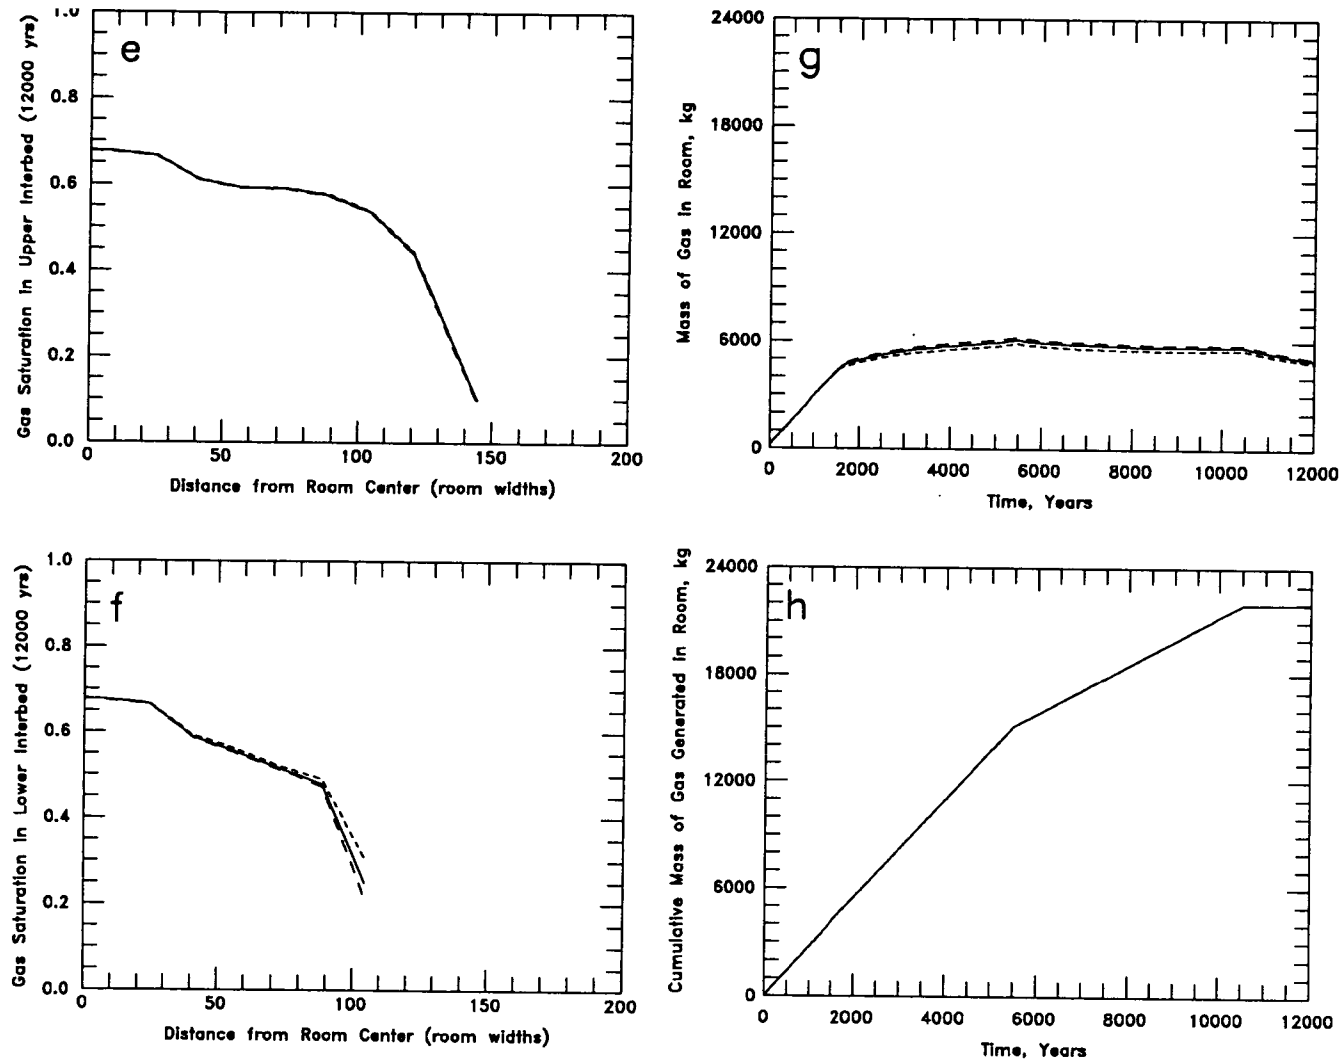 1.0
e
0.8
0.6
0.4
0.2
0.0
Gas Saturation in Upper Interbed (12000 yrs)
0 50 100 150 200
Distance from Room Center (room widths)
24000
g
18000
12000
6000
0
Mass of Gas in Room, kg
0 2000 4000 6000 8000 10000 12000
Time, Years
1.0
f
0.8
0.6
0.4
0.2
0.0
Gas Saturation in Lower Interbed (12000 yrs)
0 50 100 150 200
Distance from Room Center (room widths)
24000
h
18000
12000
6000
0
Cumulative Mass of Gas Generated in Room, kg
0 2000 4000 6000 8000 10000 12000
Time, Years